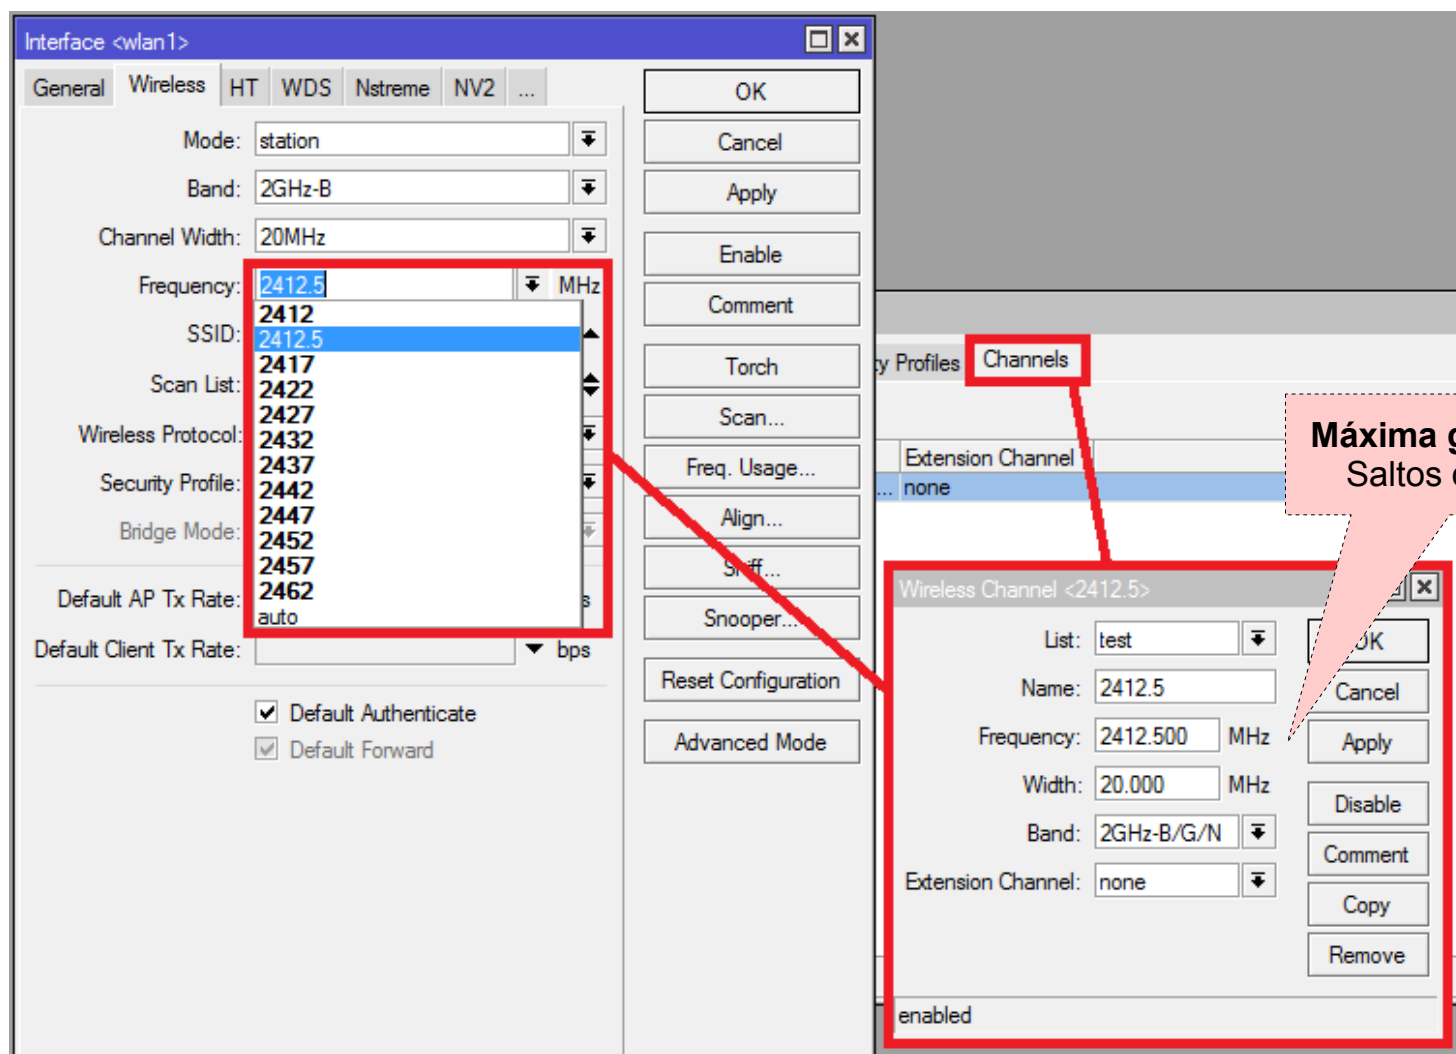 Interface <wlan1>
General Wireless HT WDS Nstreme NV2 ...
Mode: station
Band: 2GHz-B
Channel Width: 20MHz
Frequency: 2412.5 MHz
2412
2412.5
2417
2422
2427
2432
2437
2442
2447
2452
2457
2462
auto
SSID:
Scan List:
Wireless Protocol:
Security Profile:
Bridge Mode:
Default AP Tx Rate:
Default Client Tx Rate: bps
Default Authenticate
Default Forward
OK
Cancel
Apply
Enable
Comment
Torch
Scan...
Freq. Usage...
Align...
Sniff...
Snooper...
Reset Configuration
Advanced Mode
Profiles Channels
Extension Channel
... none
Máxima
Saltos
Wireless Channel <2412.5>
List: test
Name: 2412.5
Frequency: 2412.500 MHz
Width: 20.000 MHz
Band: 2GHz-B/G/N
Extension Channel: none
OK
Cancel
Apply
Disable
Comment
Copy
Remove
enabled